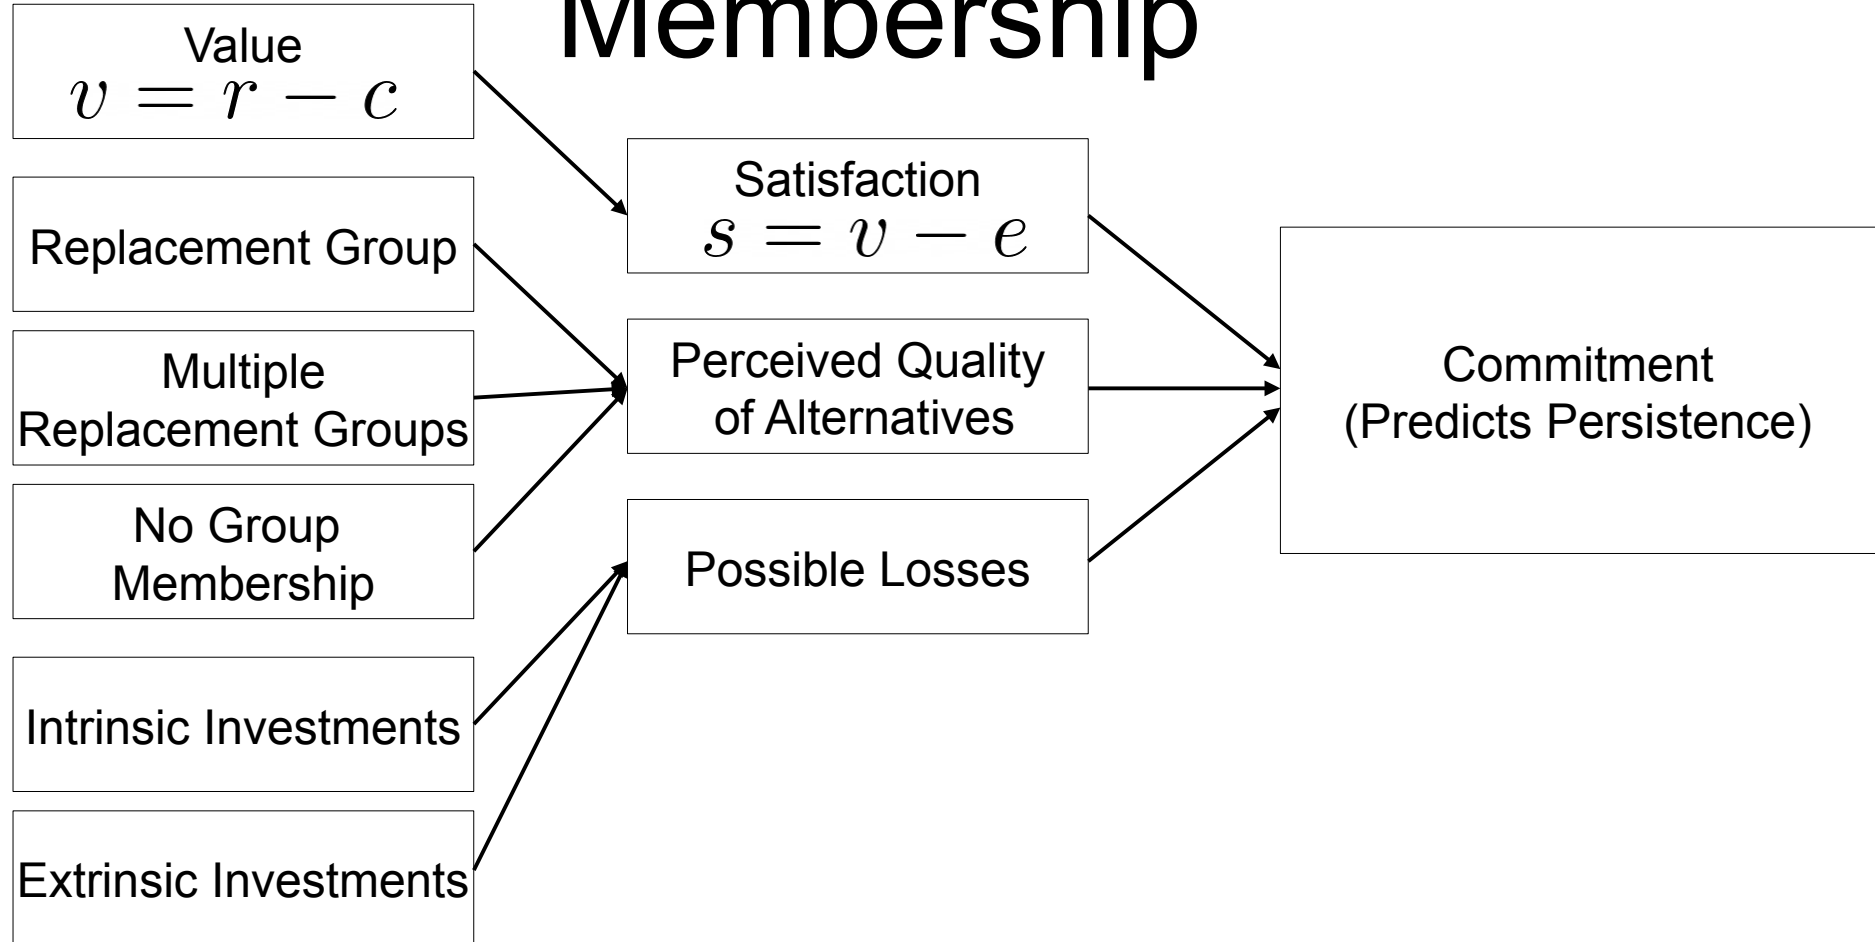 Membership
Value
v = r − c
Replacement Group
Multiple
Replacement Groups
No Group
Membership
Intrinsic Investments
Extrinsic Investments
Satisfaction
s = v − e
Perceived Quality
of Alternatives
Possible Losses
Commitment
(Predicts Persistence)